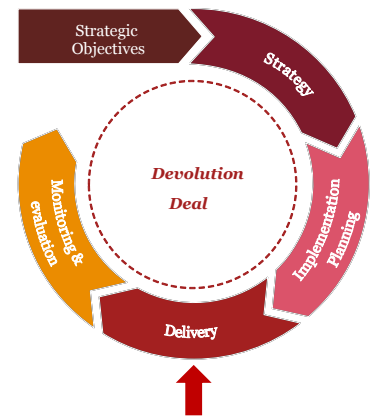 Strategic
Objectives
Strategy
Implementation
Planning
Delivery
Monitoring &
evaluation
Devolution
Deal